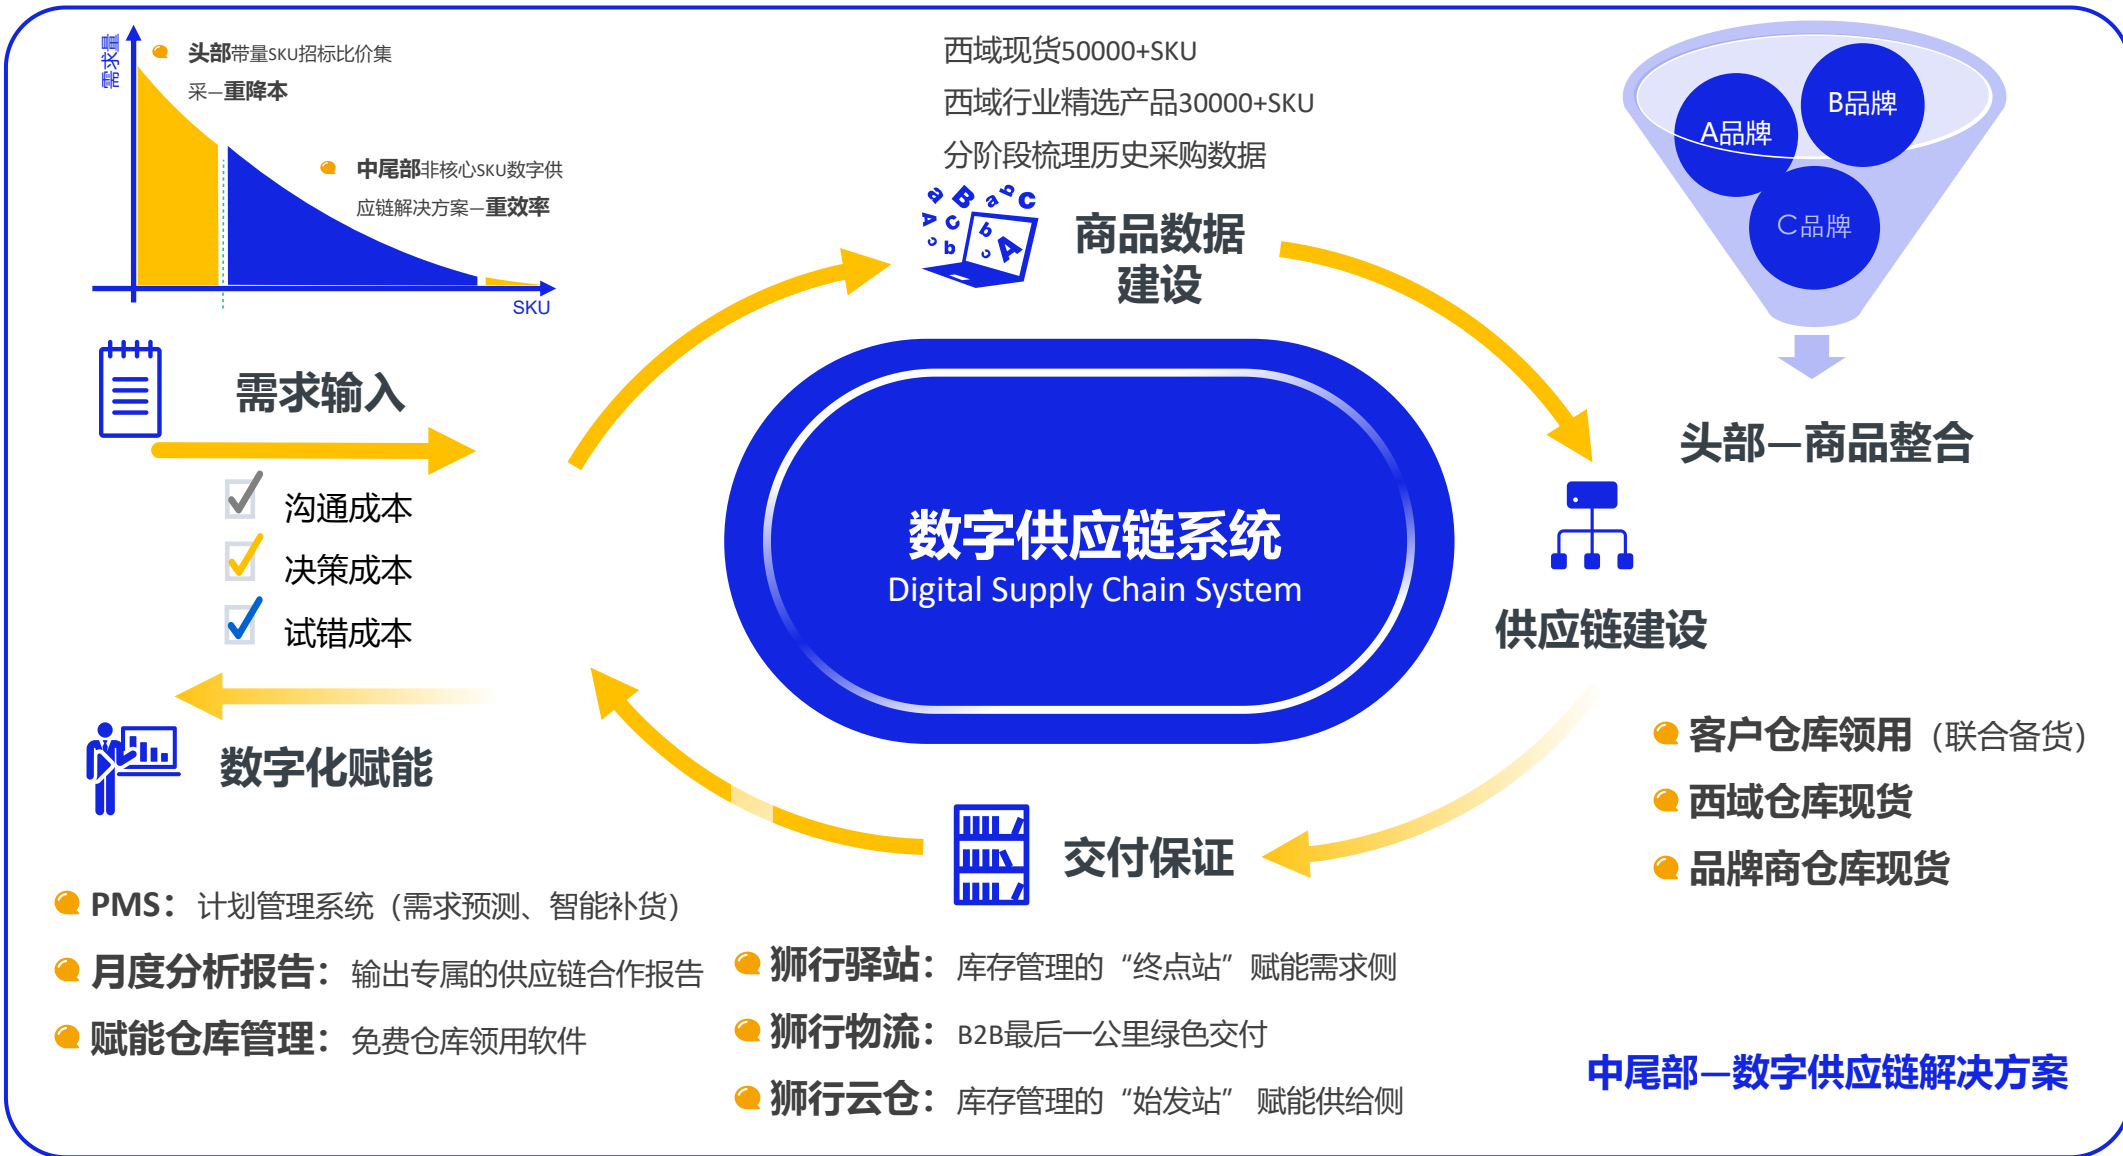 需求量
头部带量SKU招标比价集
采—重降本
中尾部非核心SKU数字供
应链解决方案—重效率
SKU
西域现货50000+SKU
西域行业精选产品30000+SKU
分阶段梳理历史采购数据
a B a b C
A C b
c b c A
商品数据
建设
A品牌
B品牌
C品牌
头部—商品整合
需求输入
沟通成本
决策成本
试错成本
数字供应链系统
Digital Supply Chain System
供应链建设
客户仓库领用（联合备货）
西域仓库现货
品牌商仓库现货
数字化赋能
PMS：计划管理系统（需求预测、智能补货）
月度分析报告：输出专属的供应链合作报告
赋能仓库管理：免费仓库领用软件
交付保证
狮行驿站：库存管理的“终点站”赋能需求侧
狮行物流：B2B最后一公里绿色交付
狮行云仓：库存管理的“始发站” 赋能供给侧
中尾部—数字供应链解决方案